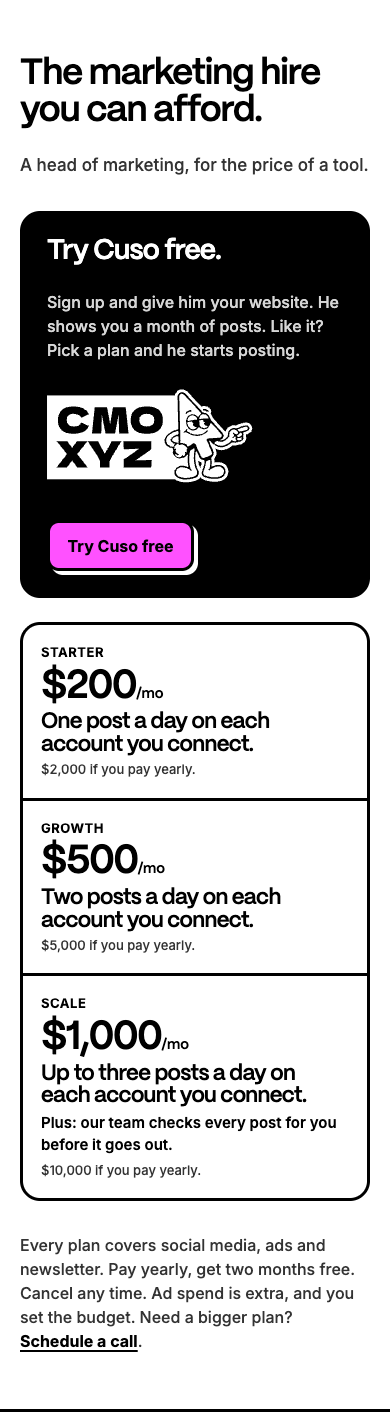 The marketing hire
you can afford.
A head of marketing, for the price of a tool.
Try Cuso free.
Sign up and give him your website. He
shows you a month of posts. Like it?
Pick a plan and he starts posting.
CMO
XYZ
Try Cuso free
STARTER
$200/mo
One post a day on each
account you connect.
$2,000 if you pay yearly.
GROWTH
$500/mo
Two posts a day on each
account you connect.
$5,000 if you pay yearly.
SCALE
$1,000/mo
Up to three posts a day on
each account you connect.
Plus: our team checks every post for you
before it goes out.
$10,000 if you pay yearly.
Every plan covers social media, ads and
newsletter. Pay yearly, get two months free.
Cancel any time. Ad spend is extra, and you
set the budget. Need a bigger plan?
Schedule a call.